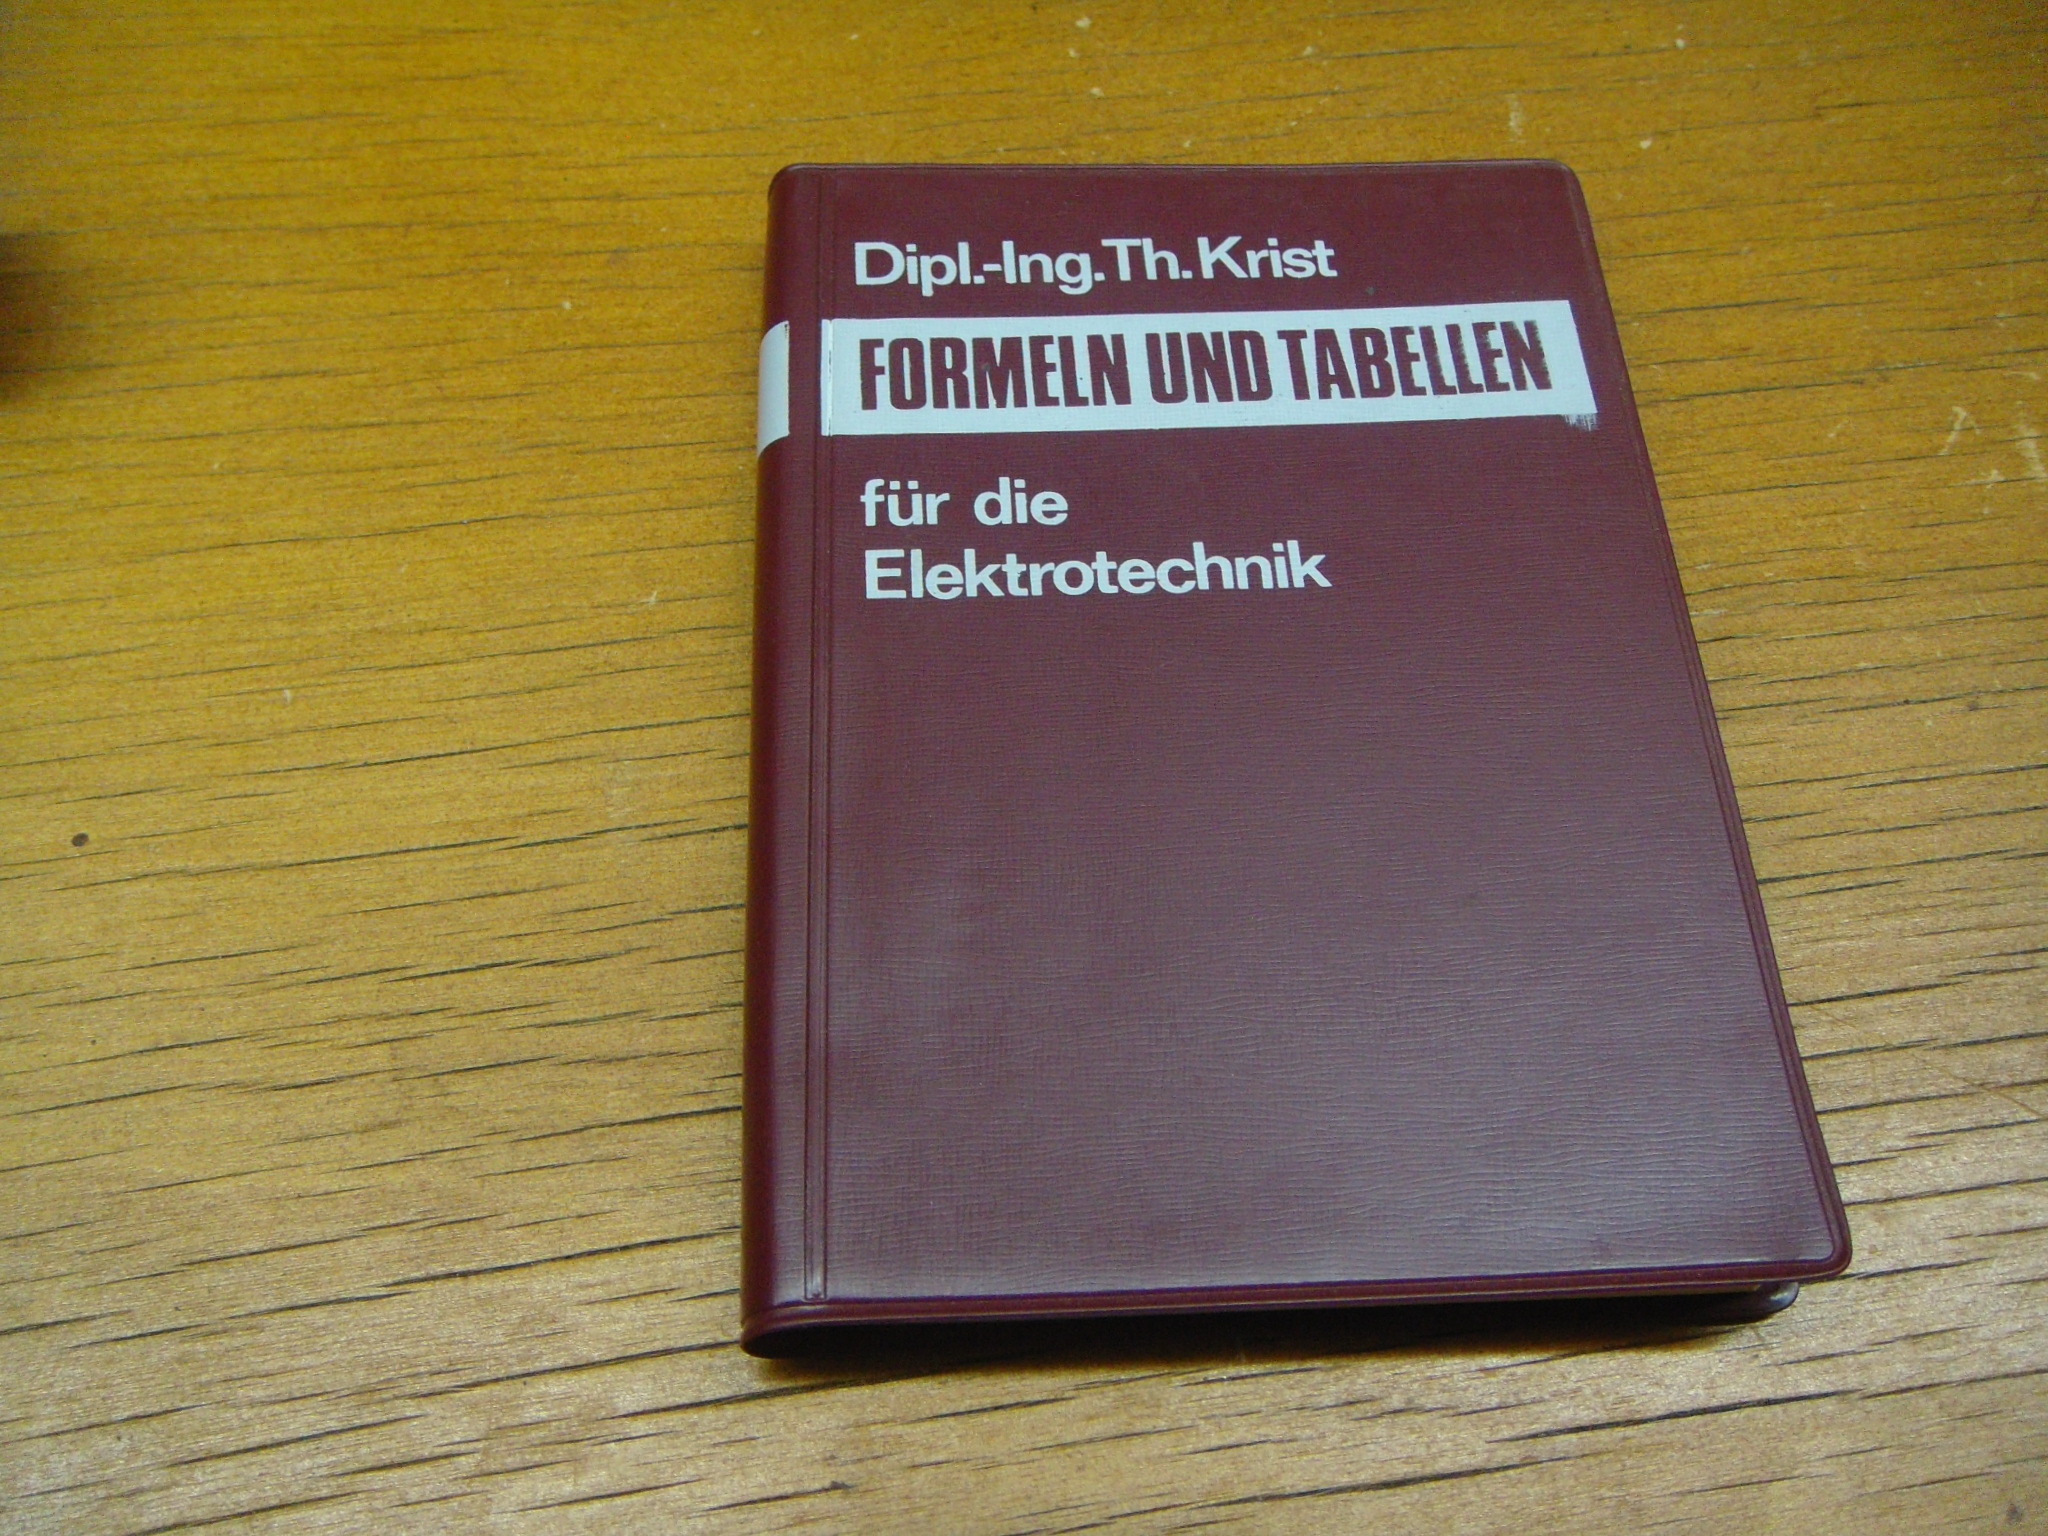 Dipl.-Ing.Th.Krist
FORMELN UND TABELLEN
für die
Elektrotechnik